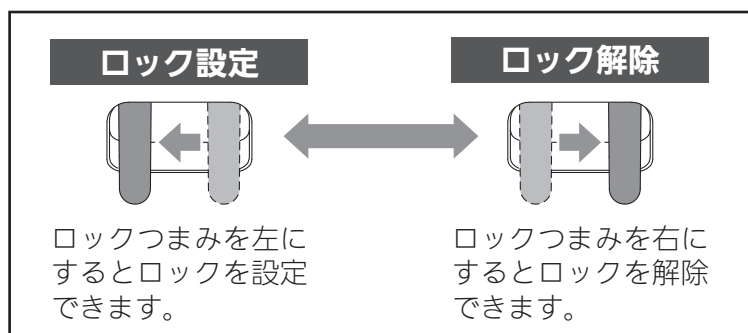 ロック設定
ロックつまみを左に
するとロックを設定
できます。
ロック解除
ロックつまみを右に
するとロックを解除
できます。